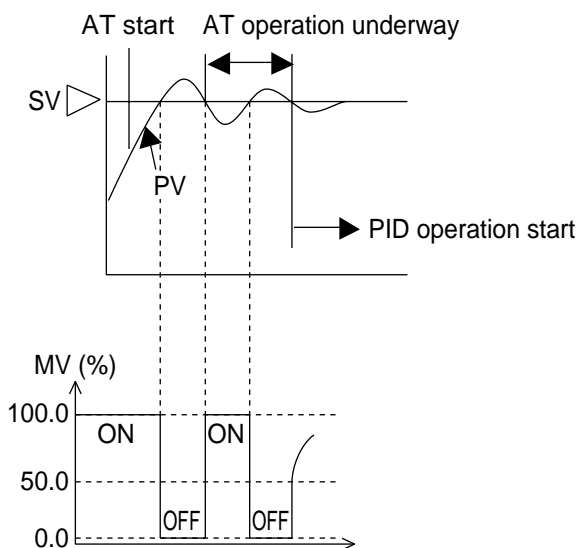 AT start
AT operation underway
SV
PV
PID operation start
MV (%)
100.0
ON
ON
50.0
OFF
OFF
0.0